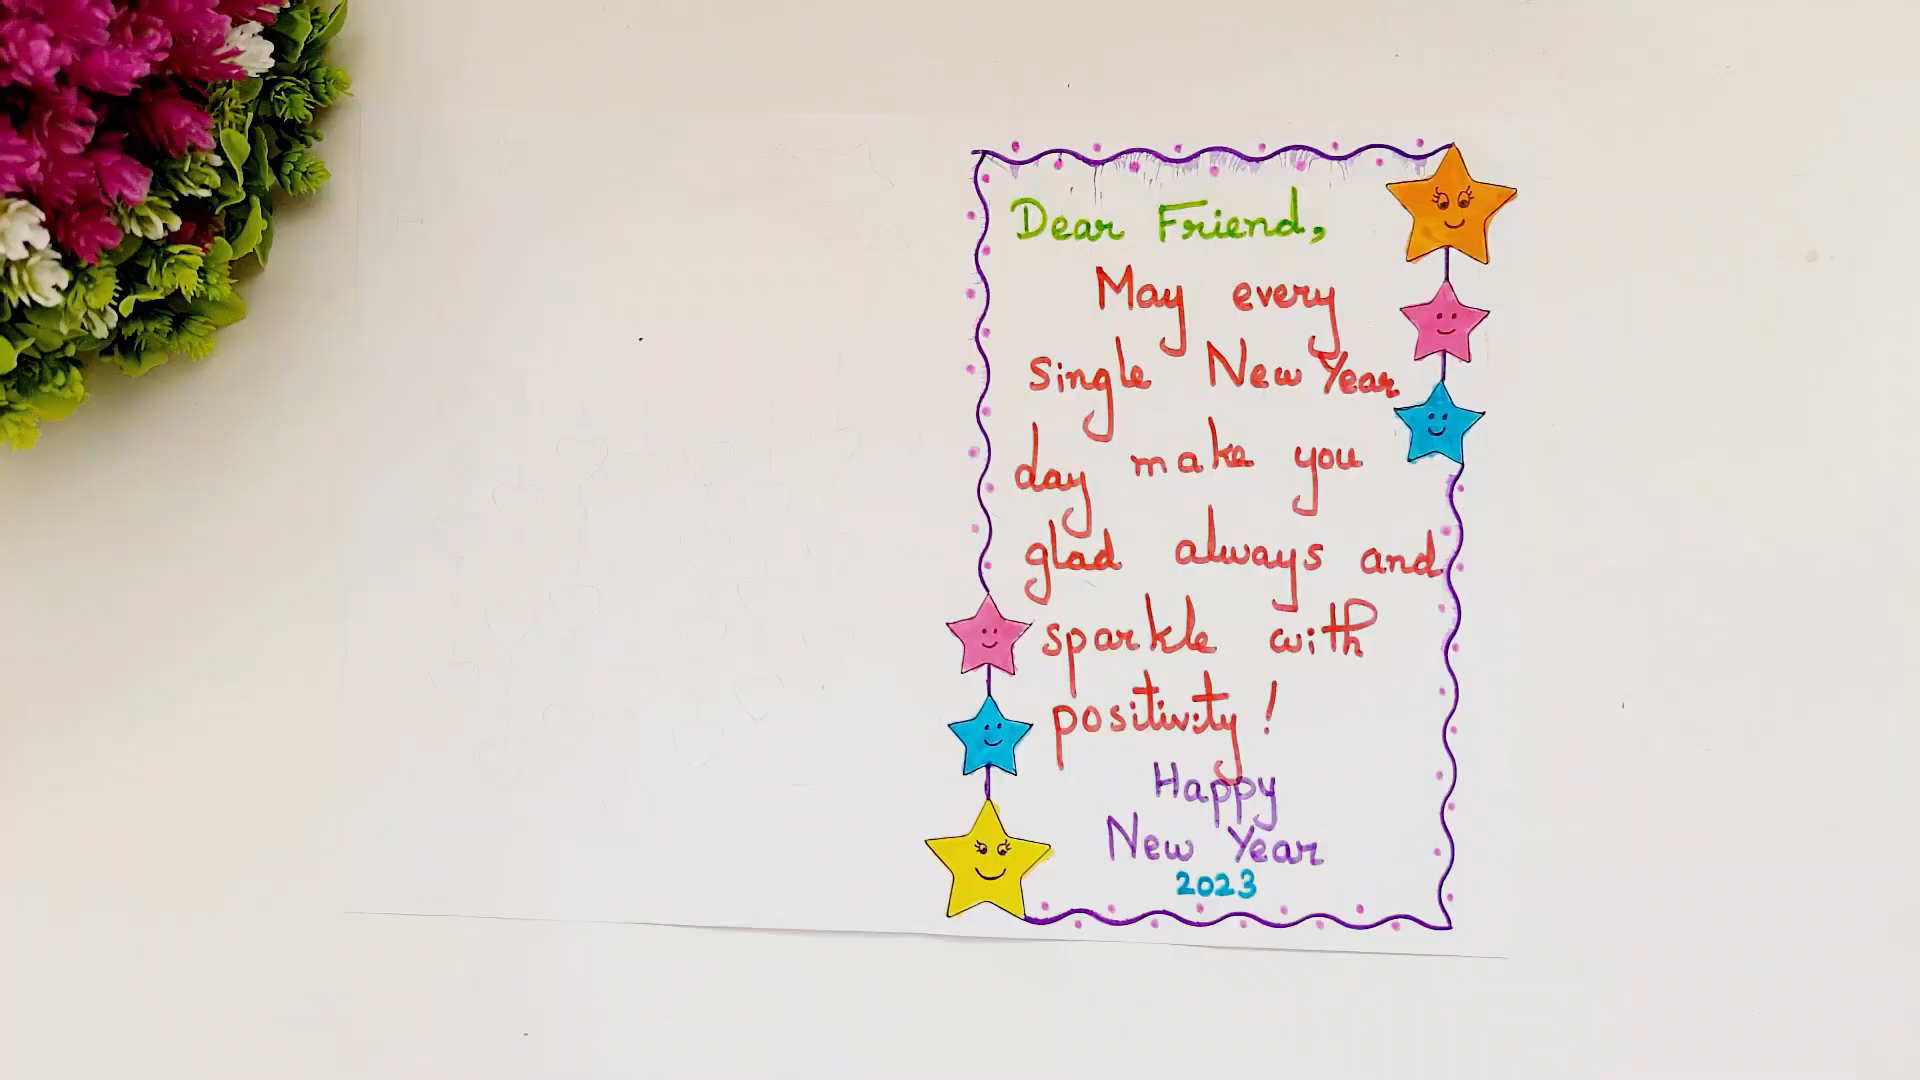 Dear Friend,
May every
single New Year
day make you
glad always and
sparkle with
positivity!
Happy
New Year
2023